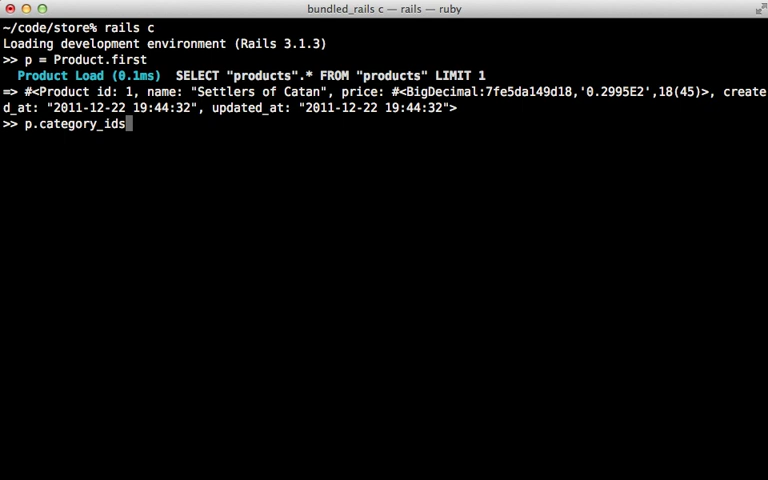 bundled_rails c — rails — ruby
~/code/store% rails c
Loading development environment (Rails 3.1.3)
>> p = Product.first
  Product Load (0.1ms)  SELECT "products".* FROM "products" LIMIT 1
=> #<Product id: 1, name: "Settlers of Catan", price: #<BigDecimal:7fe5da149d18,'0.2995E2',18(45)>, create
d_at: "2011-12-22 19:44:32", updated_at: "2011-12-22 19:44:32">
>> p.category_ids